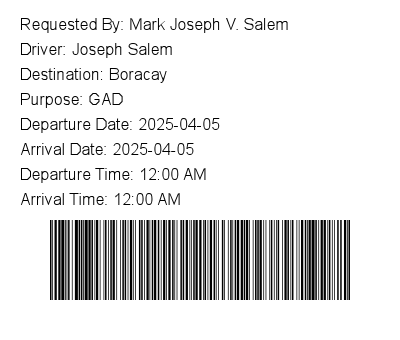 Requested By: Mark Joseph V. Salem
Driver: Joseph Salem
Destination: Boracay
Purpose: GAD
Departure Date: 2025-04-05
Arrival Date: 2025-04-05
Departure Time: 12:00 AM
Arrival Time: 12:00 AM